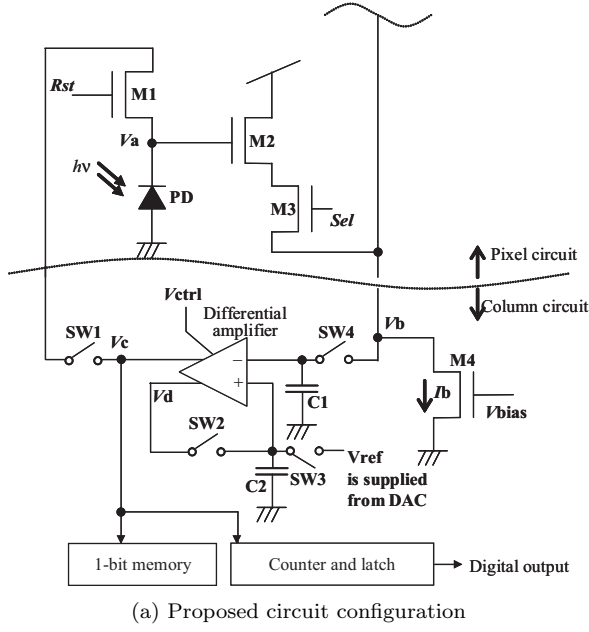 Rst
M1
Va
M2
hν
PD
M3
Sel
Pixel circuit
Column circuit
Vctrl
Differential
amplifier
SW1
Vc
SW4
Vb
M4
−
+
Vd
C1
Ib
Vbias
SW2
C2
SW3
Vref
is supplied
from DAC
1-bit memory
Counter and latch
Digital output
(a) Proposed circuit configuration